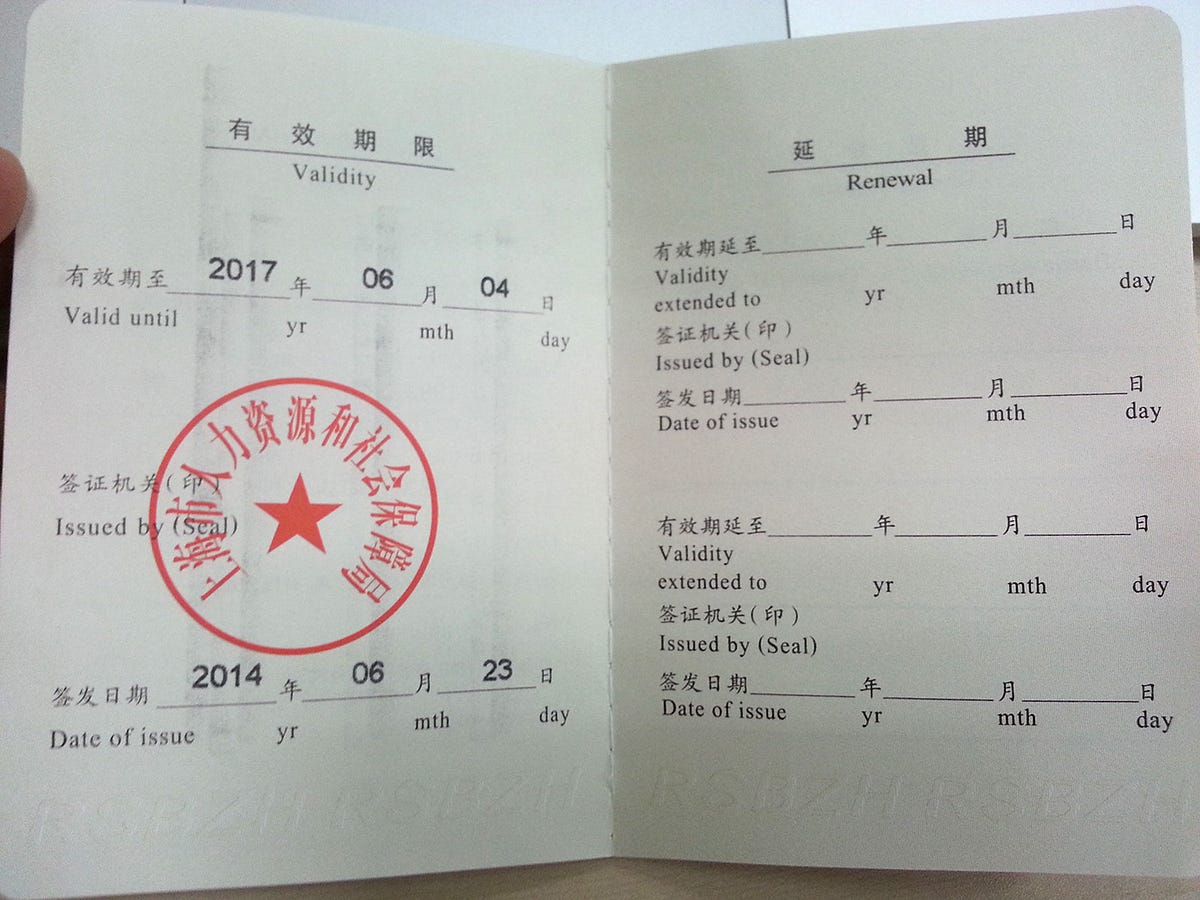 有效期限
Validity
有效期至 2017 年 06 月 04 日
Valid until yr mth day
上海市人力资源和社会保障局
签证机关(印)
Issued by (Seal)
签发日期 2014 年 06 月 23 日
Date of issue yr mth day
RSBZH RSBZH
延期
Renewal
有效期延至 年 月 日
Validity
extended to yr mth day
签证机关(印)
Issued by (Seal)
签发日期 年 月 日
Date of issue yr mth day
有效期延至 年 月 日
Validity
extended to yr mth day
签证机关(印)
Issued by (Seal)
签发日期 年 月 日
Date of issue yr mth day
RSBZH RSBZH